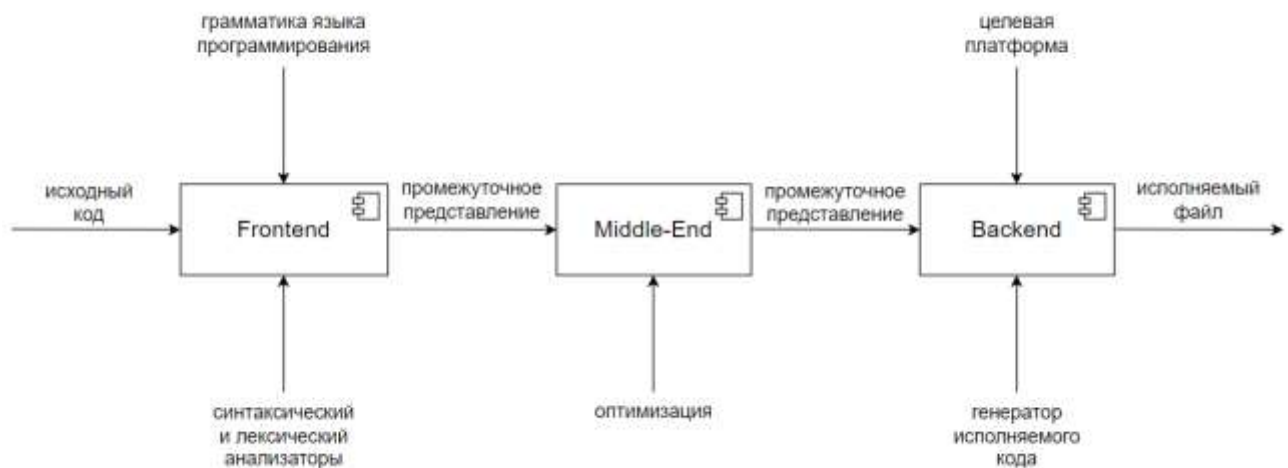 грамматика языка
программирования
целевая
платформа
исходный
код
Frontend
промежуточное
представление
Middle-End
промежуточное
представление
Backend
исполняемый
файл
синтаксический
и лексический
анализаторы
оптимизация
генератор
исполняемого
кода